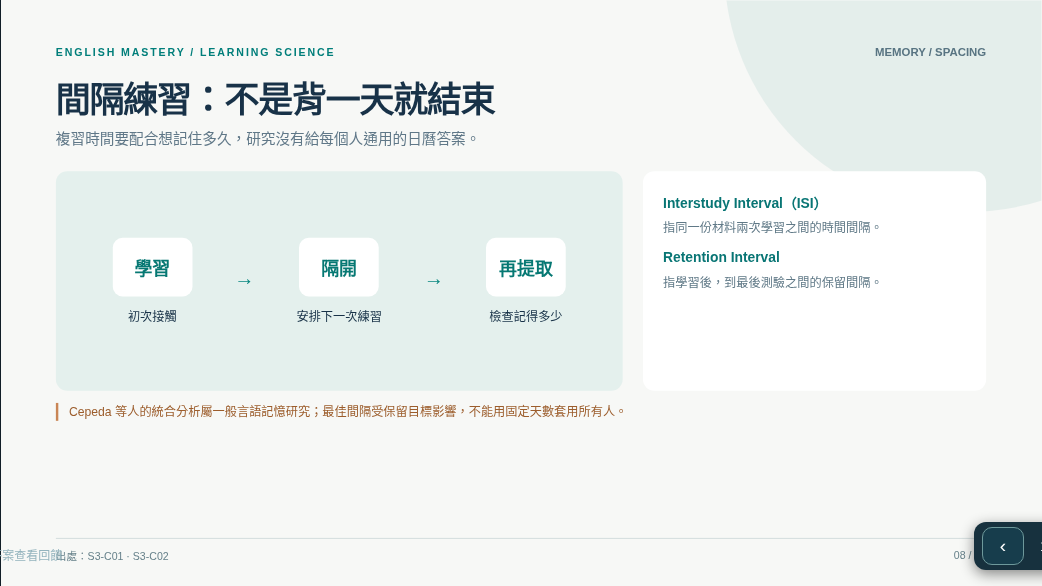 ENGLISH MASTERY / LEARNING SCIENCE
MEMORY / SPACING
間隔練習：不是背一天就結束
複習時間要配合想記住多久，研究沒有給每個人通用的日曆答案。
學習
→
隔開
→
再提取
初次接觸
安排下一次練習
檢查記得多少
Interstudy Interval（ISI）
指同一份材料兩次學習之間的時間間隔。
Retention Interval
指學習後，到最後測驗之間的保留間隔。
Cepeda 等人的統合分析屬一般言語記憶研究；最佳間隔受保留目標影響，不能用固定天數套用所有人。
案查看回饋
出處：S3-C01 · S3-C02
08 /
‹